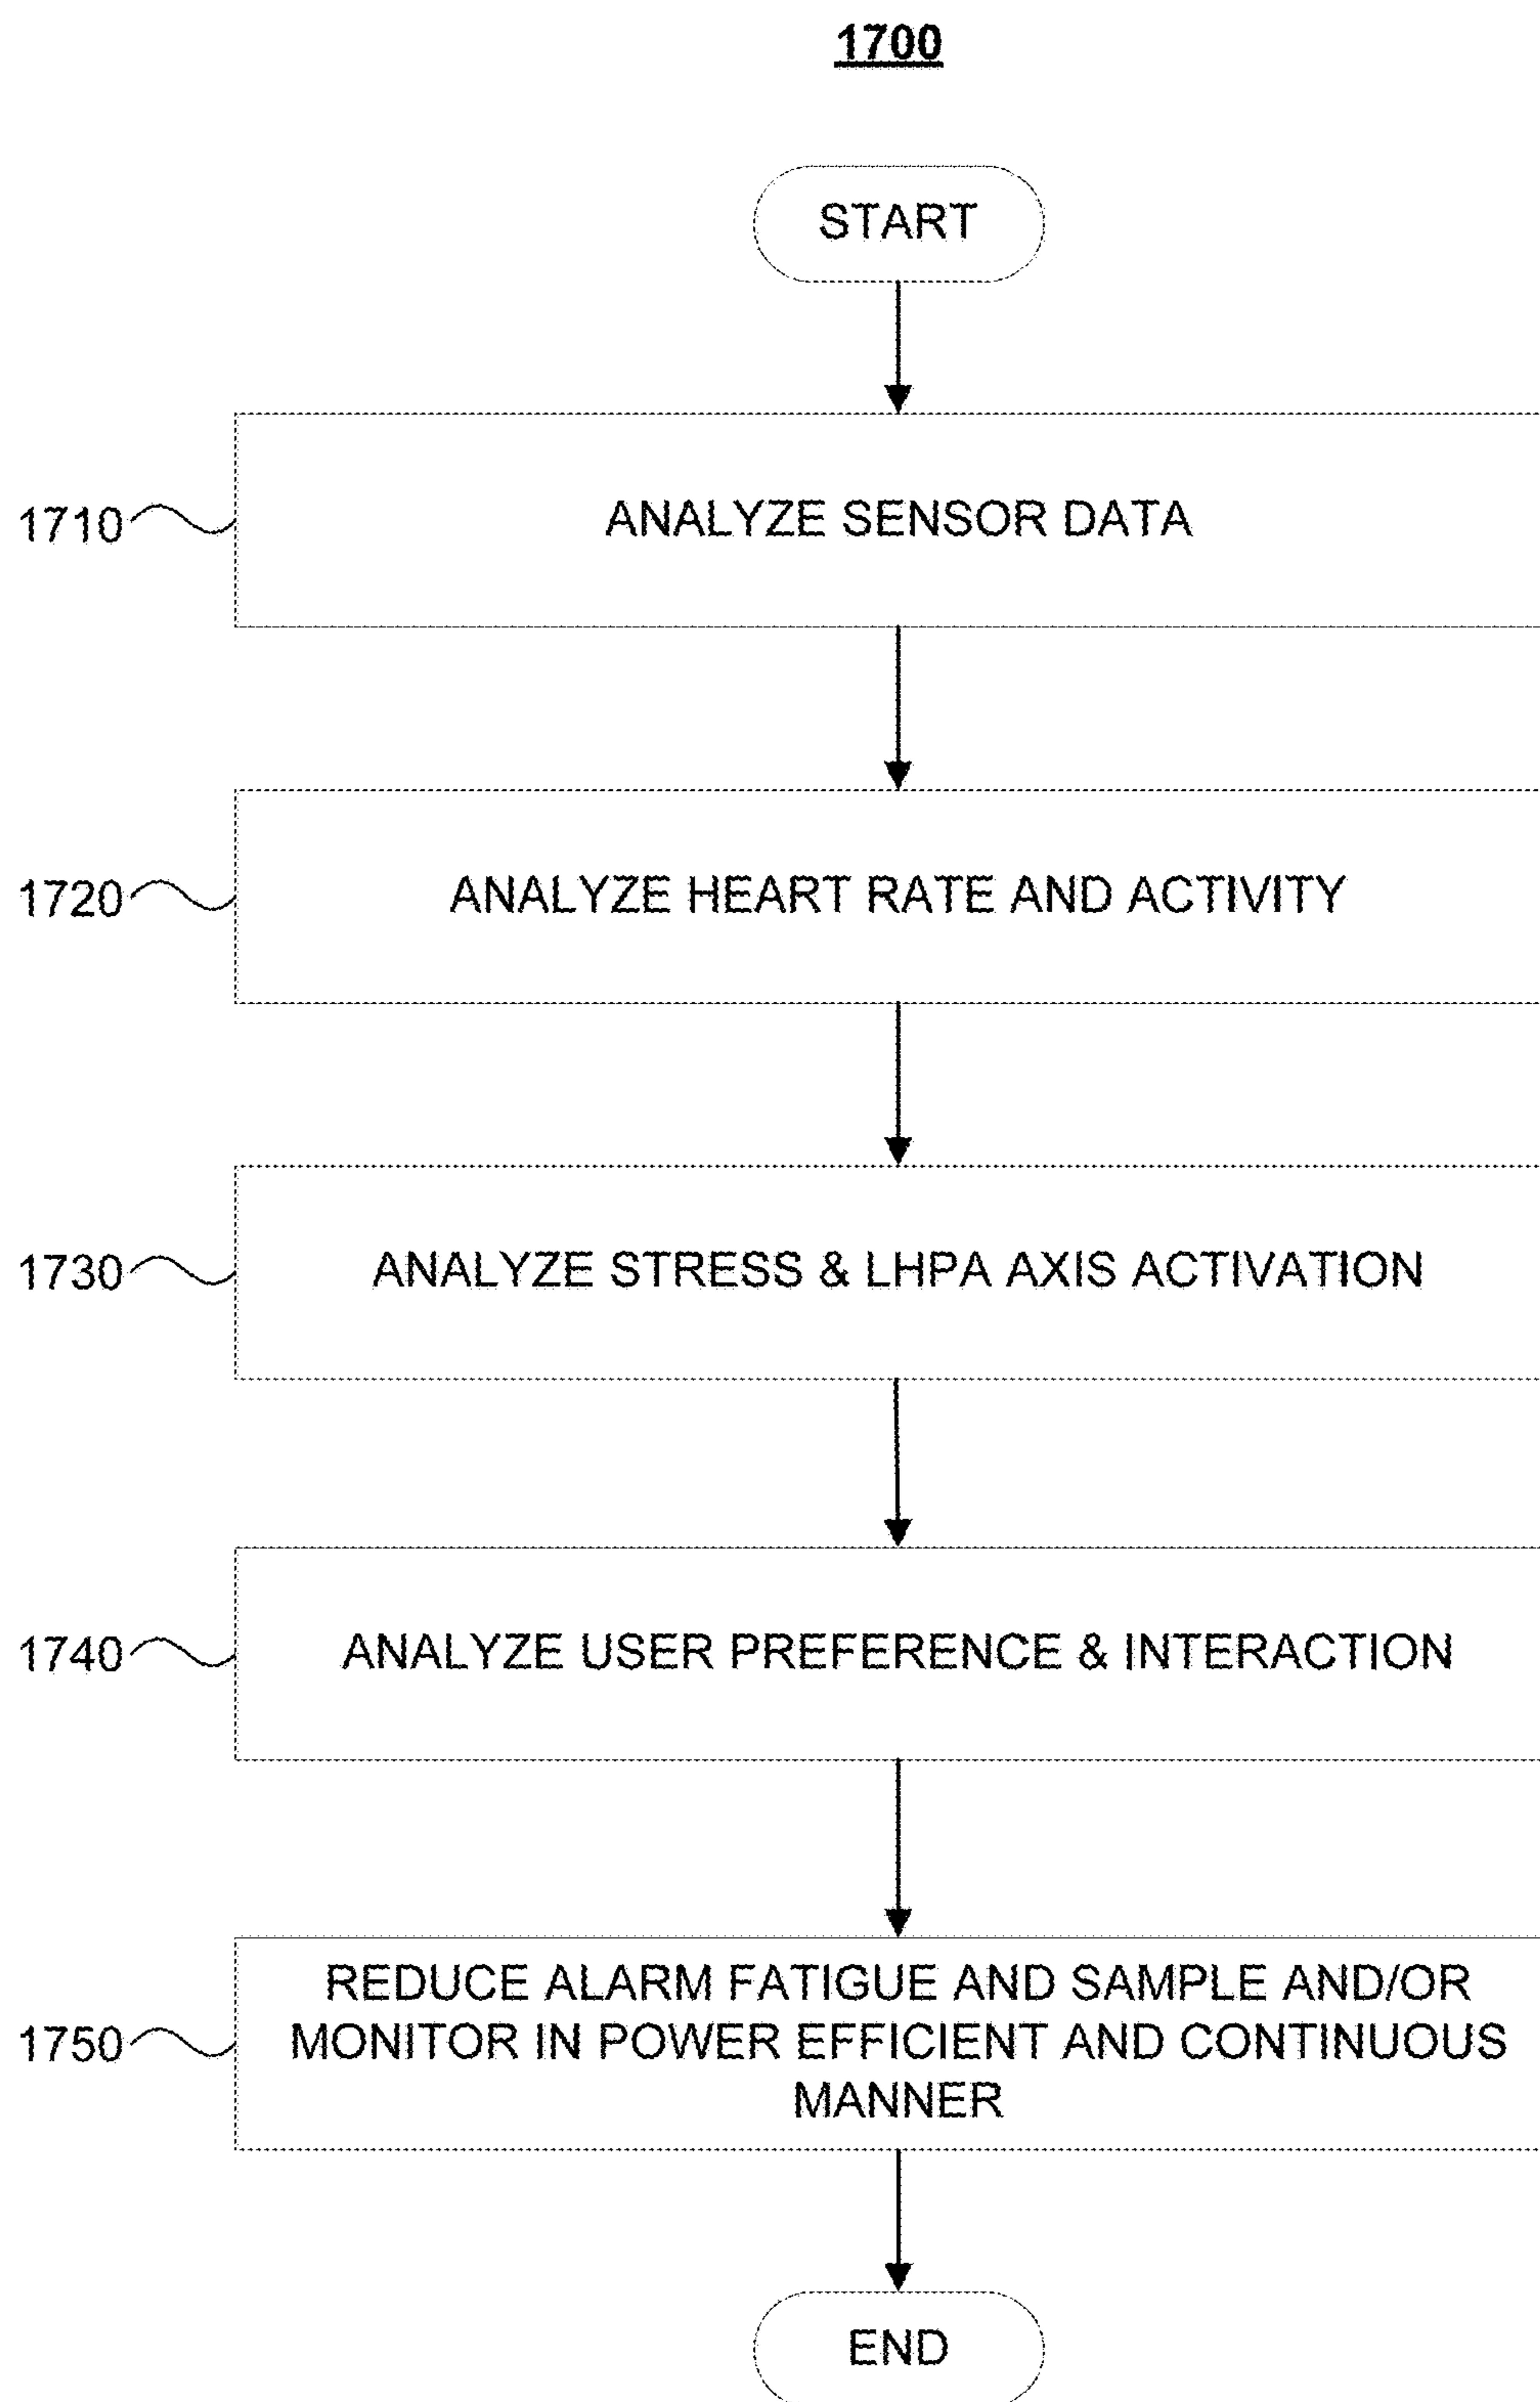 1700
START
1710
ANALYZE SENSOR DATA
1720
ANALYZE HEART RATE AND ACTIVITY
1730
ANALYZE STRESS & LHPA AXIS ACTIVATION
1740
ANALYZE USER PREFERENCE & INTERACTION
1750
REDUCE ALARM FATIGUE AND SAMPLE AND/OR
MONITOR IN POWER EFFICIENT AND CONTINUOUS
MANNER
END